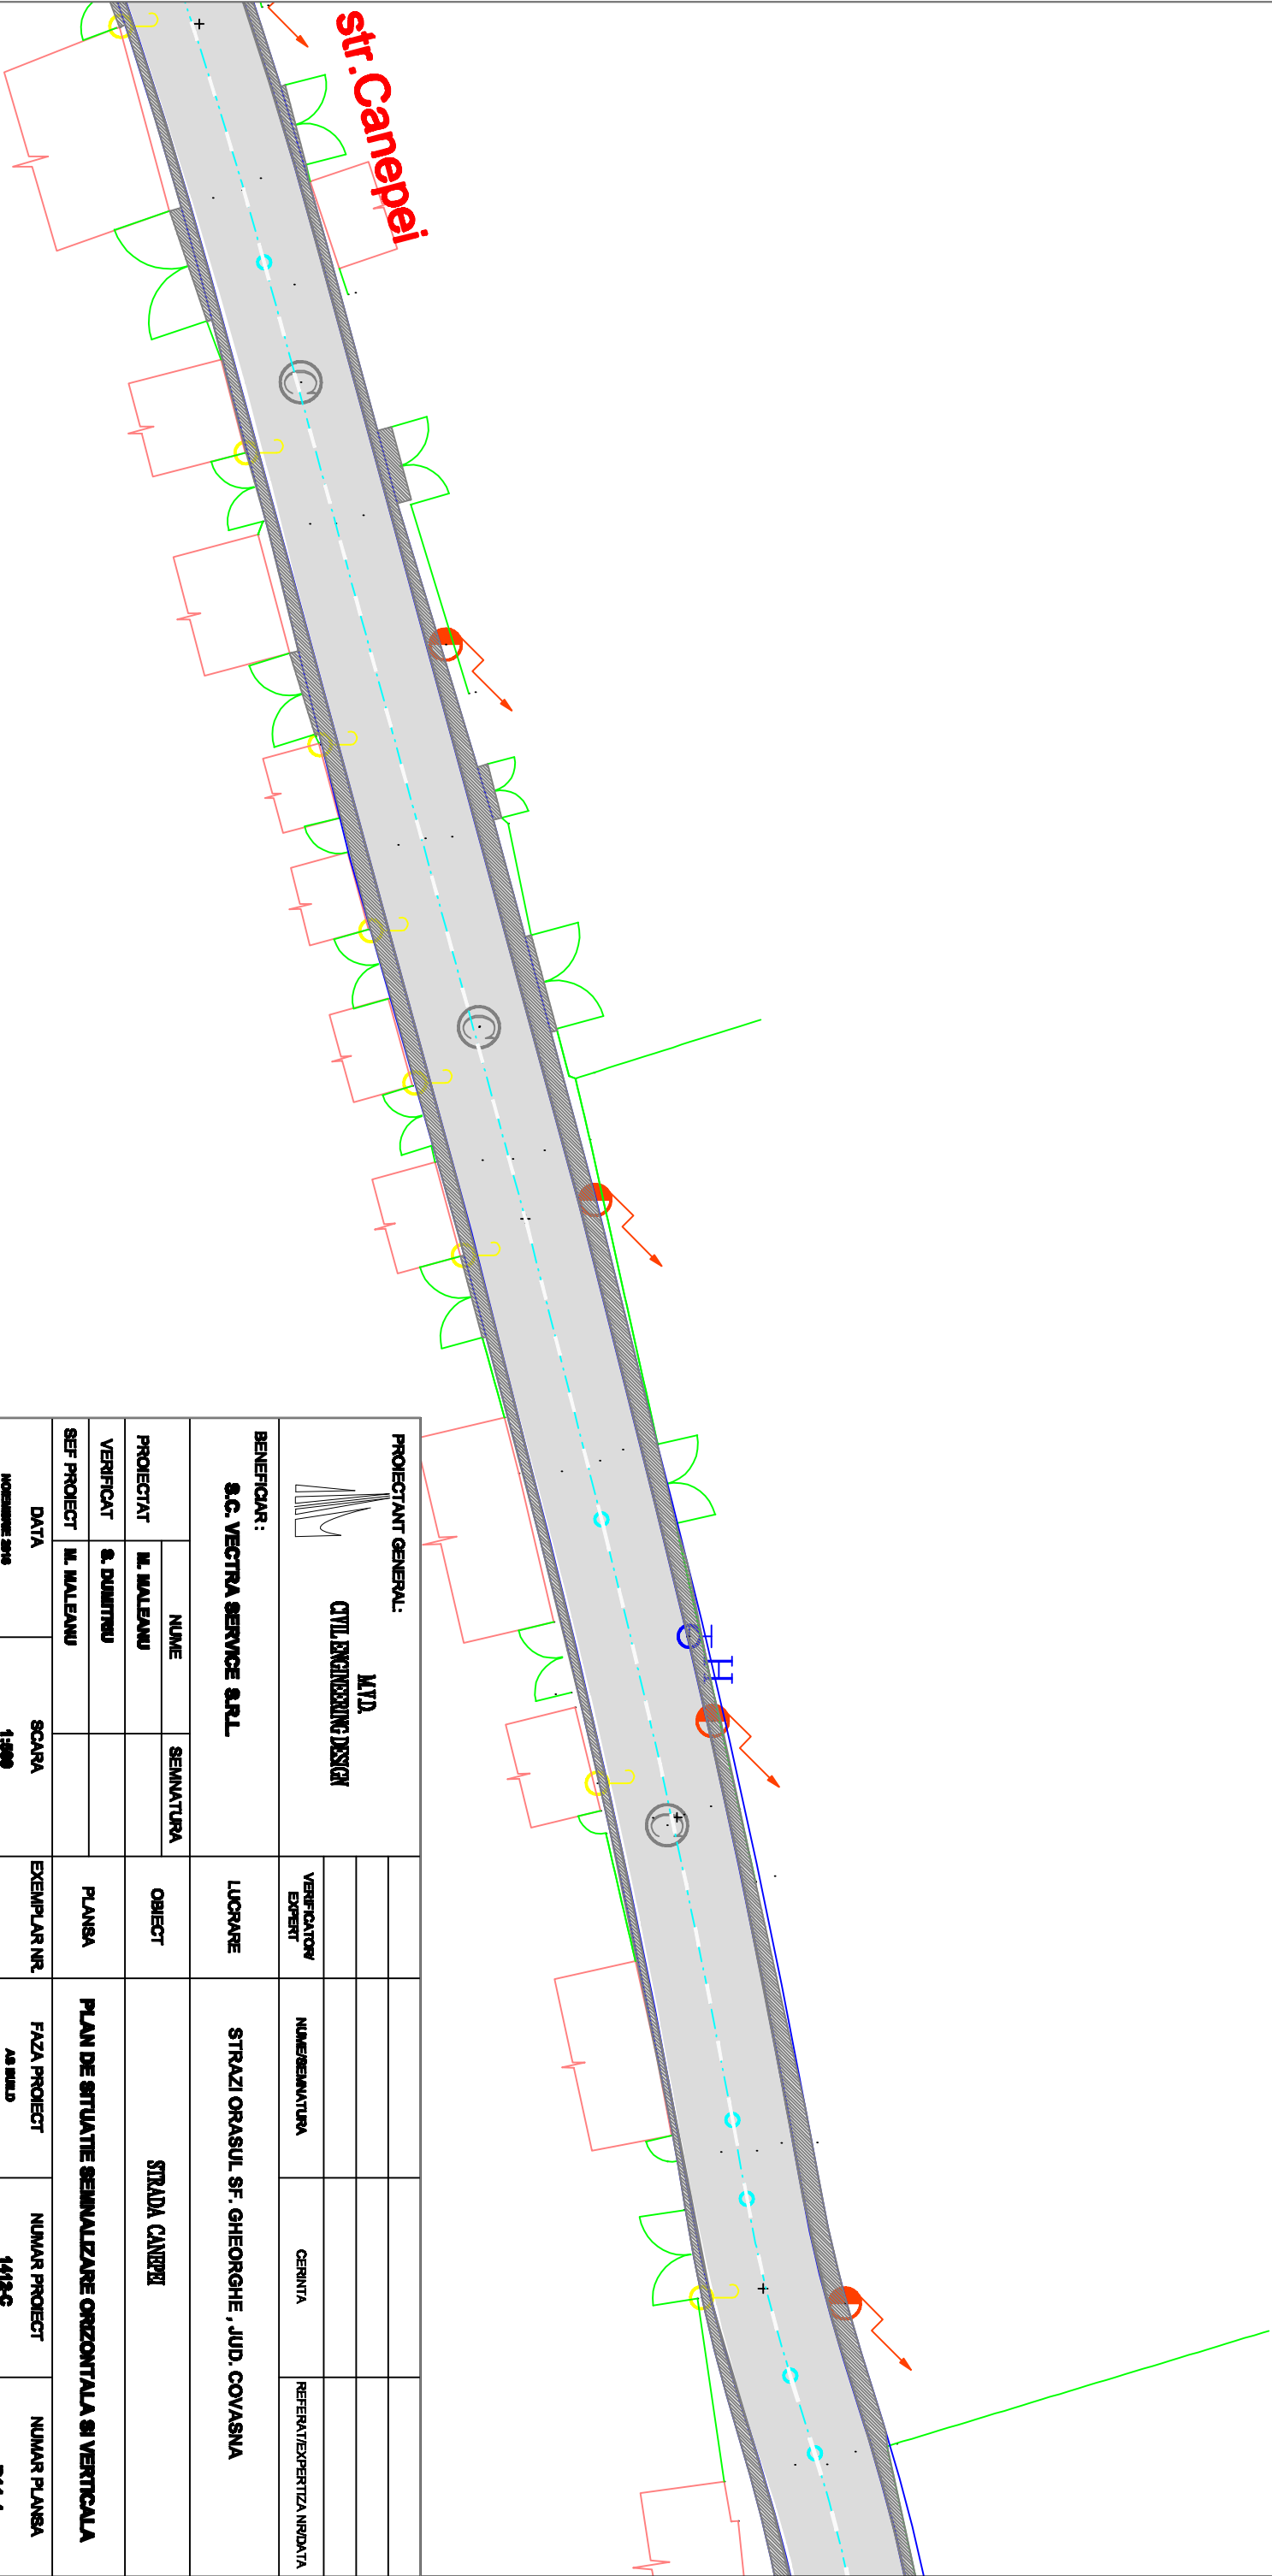 str.Canepei
H
PROIECTANT GENERAL:
M.V.D.
CIVIL ENGINEERING DESIGN
BENEFICIAR :
S.C. VECTRA SERVICE S.R.L.
NUME
SEMNATURA
PROIECTAT
M. MALEANU
VERIFICAT
S. DUMITRIU
SEF PROIECT
M. MALEANU
DATA
SCARA
1:500
VERIFICATOR/
EXPERT
NUME/SEMNATURA
CERINTA
REFERAT/EXPERTIZA NR/DATA
LUCRARE
STRAZI ORASUL SF. GHEORGHE , JUD. COVASNA
OBIECT
STRADA CANEPEI
PLANSA
PLAN DE SITUATIE SEMNALIZARE ORIZONTALA SI VERTICALA
EXEMPLAR NR.
FAZA PROIECT
AS BUILD
NUMAR PROIECT
NUMAR PLANSA